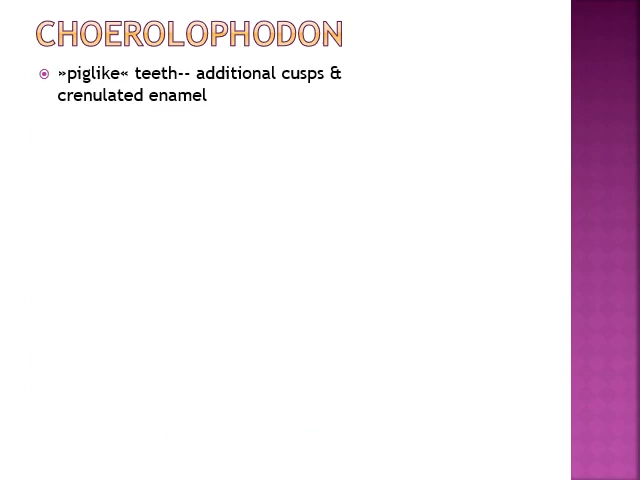 CHOEROLOPHODON
»piglike« teeth-- additional cusps &
crenulated enamel